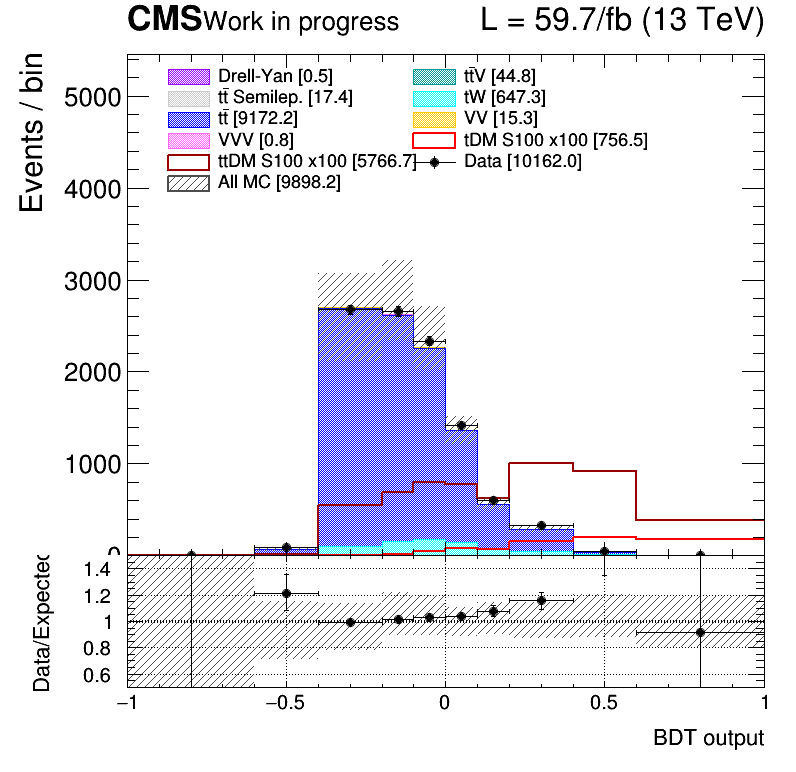 CMS Work in progress L = 59.7/fb (13 TeV)
Events / bin
Drell-Yan [0.5] tt̄V [44.8]
tt̄ Semilep. [17.4] tW [647.3]
tt̄ [9172.2] VV [15.3]
VVV [0.8] tDM S100 x100 [756.5]
ttDM S100 x100 [5766.7] Data [10162.0]
All MC [9898.2]
5000
4000
3000
2000
1000
0
Data/Expected
1.4
1.2
1
0.8
0.6
−1 −0.5 0 0.5 1
BDT output